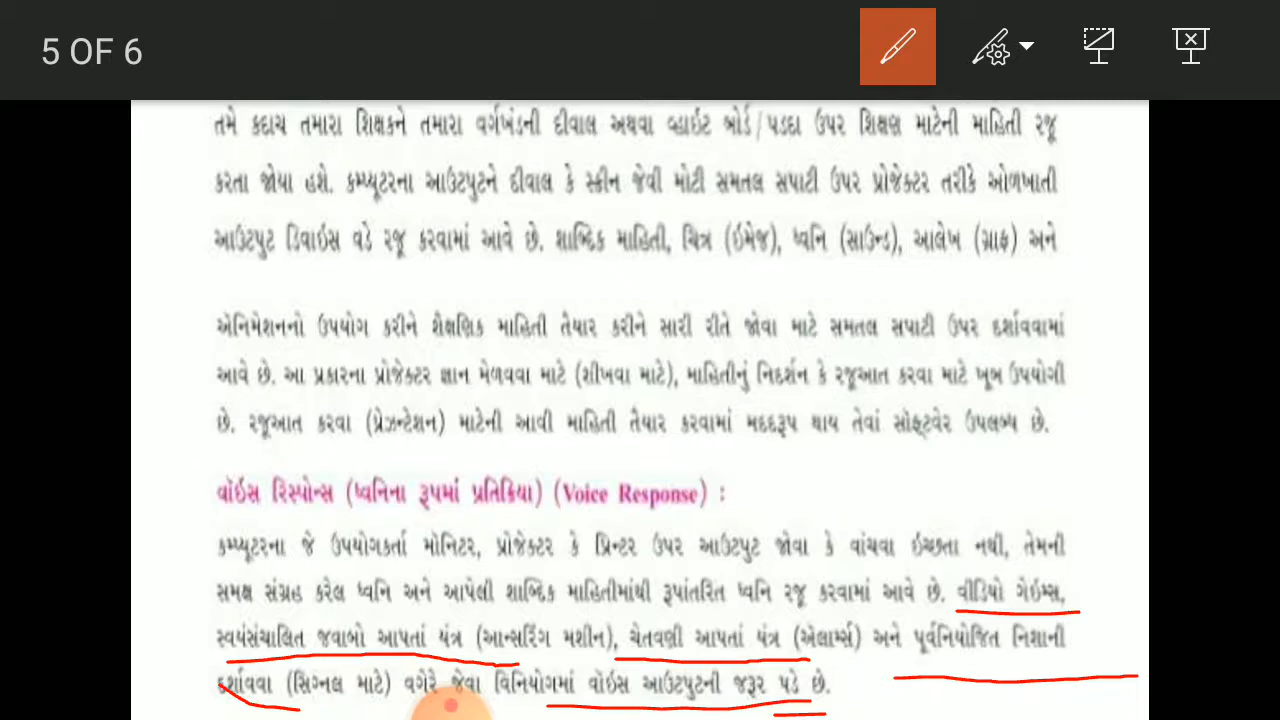 5 OF 6
તમે કદાચ તમારા શિક્ષકને તમારા વર્ગખંડની દીવાલ અથવા વ્હાઇટ બોર્ડ/પડદા ઉપર શિક્ષણ માટેની માહિતી રજૂ
કરતા જોયા હશે. કમ્પ્યૂટરના આઉટપુટને દીવાલ કે સ્ક્રીન જેવી મોટી સમતલ સપાટી ઉપર પ્રોજેક્ટર તરીકે ઓળખાતી
આઉટપુટ ડિવાઇસ વડે રજૂ કરવામાં આવે છે. શાબ્દિક માહિતી, ચિત્ર (ઇમેજ), ધ્વનિ (સાઉન્ડ), આલેખ (ગ્રાફ) અને
એનિમેશનનો ઉપયોગ કરીને શૈક્ષણિક માહિતી તૈયાર કરીને સારી રીતે જોવા માટે સમતલ સપાટી ઉપર દર્શાવવામાં
આવે છે. આ પ્રકારના પ્રોજેક્ટર જ્ઞાન મેળવવા માટે (શીખવા માટે), માહિતીનું નિદર્શન કે રજૂઆત કરવા માટે ખૂબ ઉપયોગી
છે. રજૂઆત કરવા (પ્રેઝન્ટેશન) માટેની આવી માહિતી તૈયાર કરવામાં મદદરૂપ થાય તેવાં સૉફ્ટવેર ઉપલબ્ધ છે.
વૉઇસ રિસ્પોન્સ (ધ્વનિના રૂપમાં પ્રતિક્રિયા) (Voice Response) :
કમ્પ્યૂટરના જે ઉપયોગકર્તા મોનિટર, પ્રોજેક્ટર કે પ્રિન્ટર ઉપર આઉટપુટ જોવા કે વાંચવા ઇચ્છતા નથી, તેમની
સમક્ષ સંગ્રહ કરેલ ધ્વનિ અને આપેલી શાબ્દિક માહિતીમાંથી રૂપાંતરિત ધ્વનિ રજૂ કરવામાં આવે છે. વીડિયો ગેઇમ્સ,
સ્વયંસંચાલિત જવાબો આપતાં યંત્ર (આન્સરિંગ મશીન), ચેતવણી આપતાં યંત્ર (એલાર્મ્સ) અને પૂર્વનિયોજિત નિશાની
દર્શાવવા (સિગ્નલ માટે) વગેરે જેવા વિનિયોગમાં વૉઇસ આઉટપુટની જરૂર પડે છે.